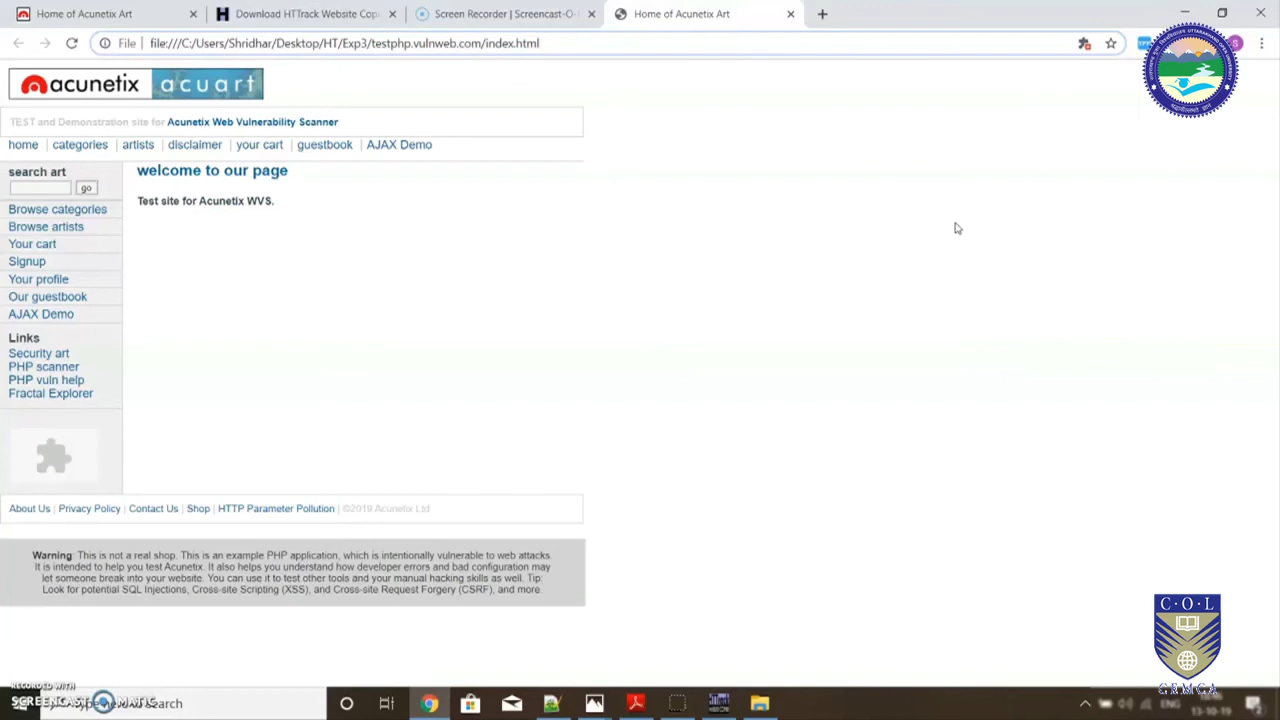 Home of Acunetix Art
Download HTTrack Website Cop
Screen Recorder | Screencast-O-
Home of Acunetix Art
File | file:///C:/Users/Shridhar/Desktop/HT/Exp3/testphp.vulnweb.com/index.html
acunetix acuart
TEST and Demonstration site for Acunetix Web Vulnerability Scanner
home | categories | artists | disclaimer | your cart | guestbook | AJAX Demo
search art
go
welcome to our page
Test site for Acunetix WVS.
Browse categories
Browse artists
Your cart
Signup
Your profile
Our guestbook
AJAX Demo
Links
Security art
PHP scanner
PHP vuln help
Fractal Explorer
About Us | Privacy Policy | Contact Us | Shop | HTTP Parameter Pollution | ©2019 Acunetix Ltd
Warning: This is not a real shop. This is an example PHP application, which is intentionally vulnerable to web attacks.
It is intended to help you test Acunetix. It also helps you understand how developer errors and bad configuration may
let someone break into your website. You can use it to test other tools and your manual hacking skills as well. Tip:
Look for potential SQL Injections, Cross-site Scripting (XSS), and Cross-site Request Forgery (CSRF), and more.
C·O·L
CEMCA
RECORDED WITH
SCREENCAST MATIC
Search
ENG
13-10-19